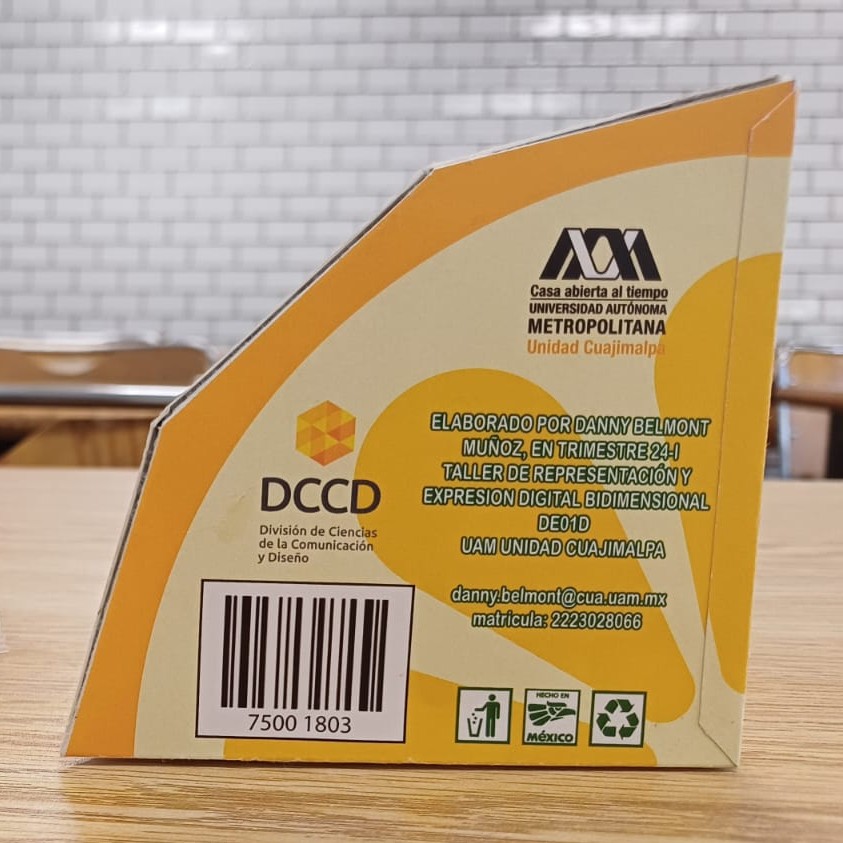 Casa abierta al tiempo
UNIVERSIDAD AUTÓNOMA
METROPOLITANA
Unidad Cuajimalpa
ELABORADO POR DANNY BELMONT
MUÑOZ, EN TRIMESTRE 24-I
TALLER DE REPRESENTACIÓN Y
EXPRESION DIGITAL BIDIMENSIONAL
DE01D
UAM UNIDAD CUAJIMALPA
danny.belmont@cua.uam.mx
matricula: 2223028066
DCCD
División de Ciencias
de la Comunicación
y Diseño
7500 1803
HECHO EN
MÉXICO